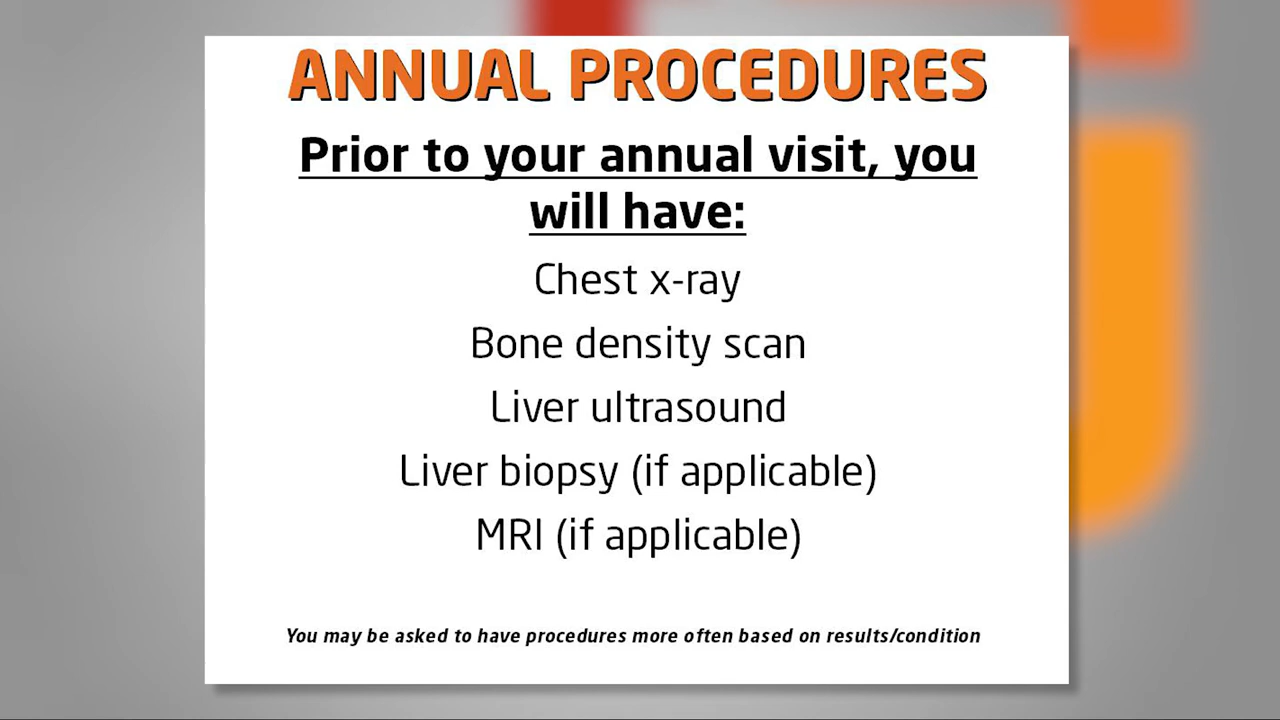 ANNUAL PROCEDURES
Prior to your annual visit, you
will have:
Chest x-ray
Bone density scan
Liver ultrasound
Liver biopsy (if applicable)
MRI (if applicable)
You may be asked to have procedures more often based on results/condition